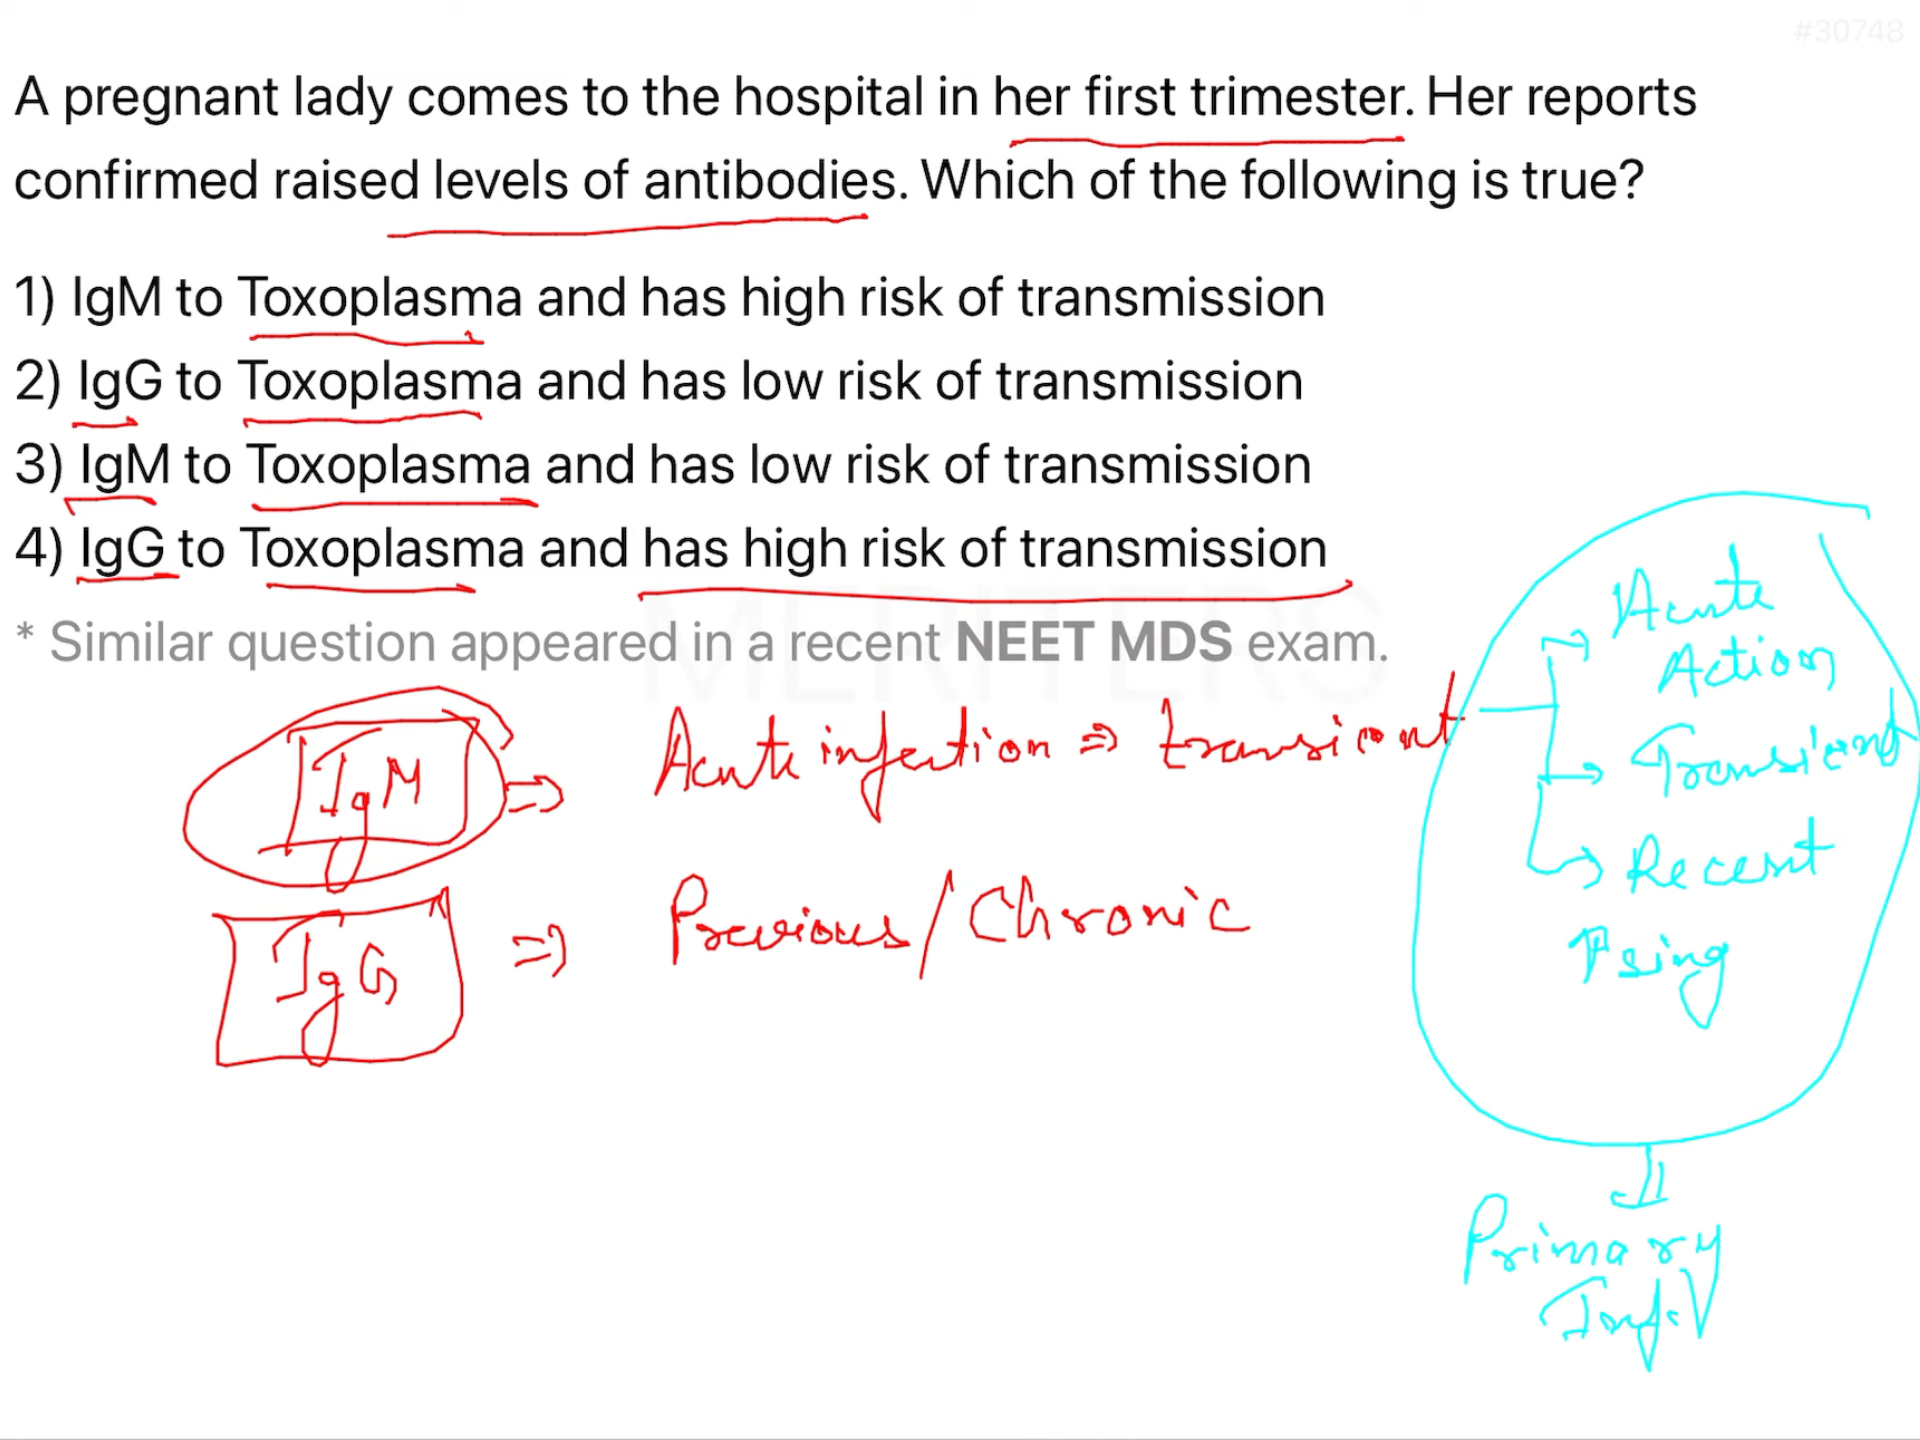 #30748
A pregnant lady comes to the hospital in her first trimester. Her reports
confirmed raised levels of antibodies. Which of the following is true?
1) IgM to Toxoplasma and has high risk of transmission
2) IgG to Toxoplasma and has low risk of transmission
3) IgM to Toxoplasma and has low risk of transmission
4) IgG to Toxoplasma and has high risk of transmission
* Similar question appeared in a recent NEET MDS exam.
MERITERS
IgM ⇒ Acute infection ⇒ transient
IgG ⇒ Previous/Chronic
Acute
Action
Transient
Recent
Primary
Inf.